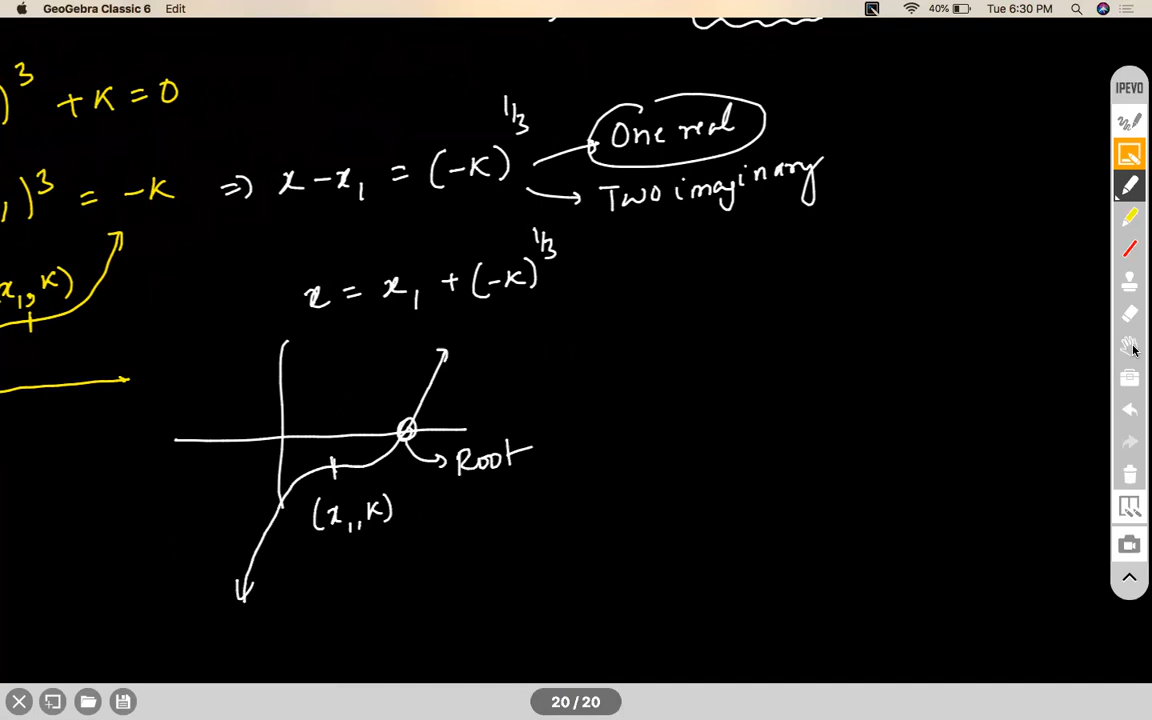 GeoGebra Classic 6 Edit 40% Tue 6:30 PM
IPEVO
)³ + K = 0
₁)³ = -K ⇒ x - x₁ = (-K)^1/3
One real
Two imaginary
x₁, K)
x = x₁ + (-K)^1/3
Root
(x₁, K)
20 / 20